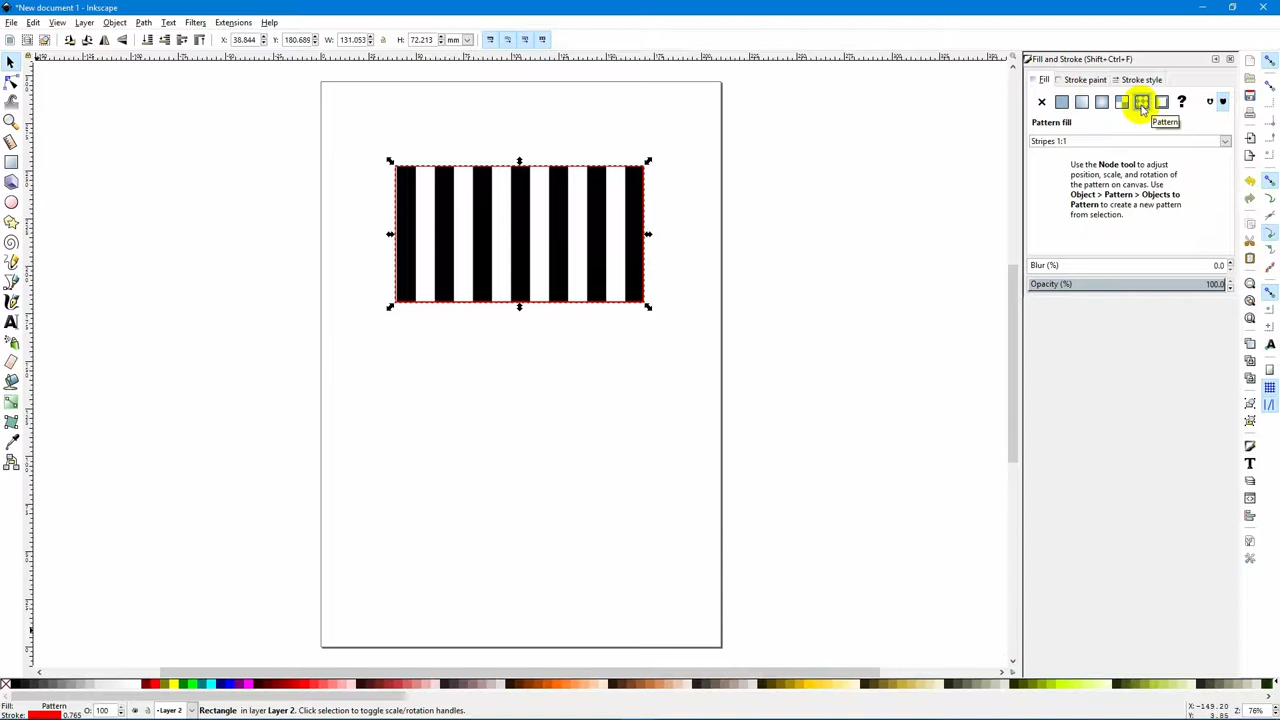 *New document 1 - Inkscape
File Edit View Layer Object Path Text Filters Extensions Help
X: 38.844 Y: 180.689 W: 131.053 H: 72.213 mm
Fill and Stroke (Shift+Ctrl+F)
Fill Stroke paint Stroke style
Pattern fill
Pattern
Stripes 1:1
Use the Node tool to adjust
position, scale, and rotation
of the pattern on canvas. Use
Object > Pattern > Objects to
Pattern to create a new pattern
from selection.
Blur (%) 0.0
Opacity (%) 100.0
Fill: Pattern
Stroke: 0.765
O: 100
Layer 2
Rectangle in layer Layer 2. Click selection to toggle scale/rotation handles.
X: -149.20
Y: 3.85
Z: 76%